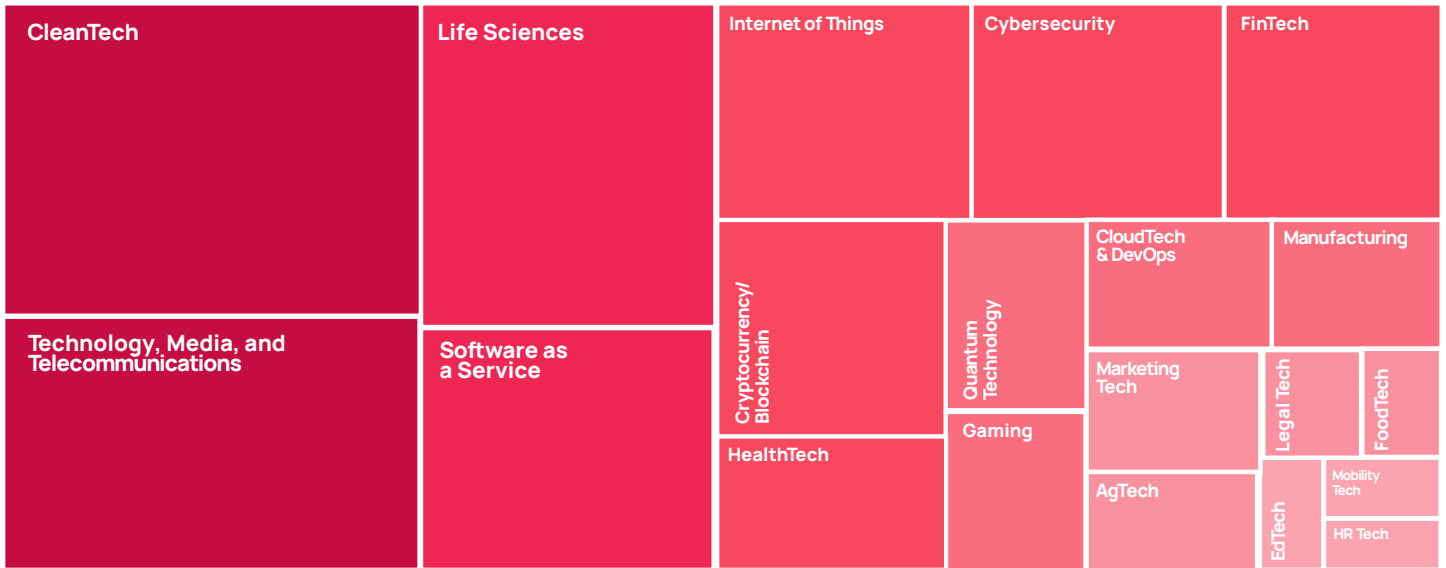 CleanTech
Life Sciences
Internet of Things
Cybersecurity
FinTech
Technology, Media, and
Telecommunications
Software as
a Service
Cryptocurrency/
Blockchain
Quantum
Technology
CloudTech
& DevOps
Manufacturing
HealthTech
Gaming
Marketing
Tech
Legal Tech
FoodTech
AgTech
EdTech
Mobility
Tech
HR Tech